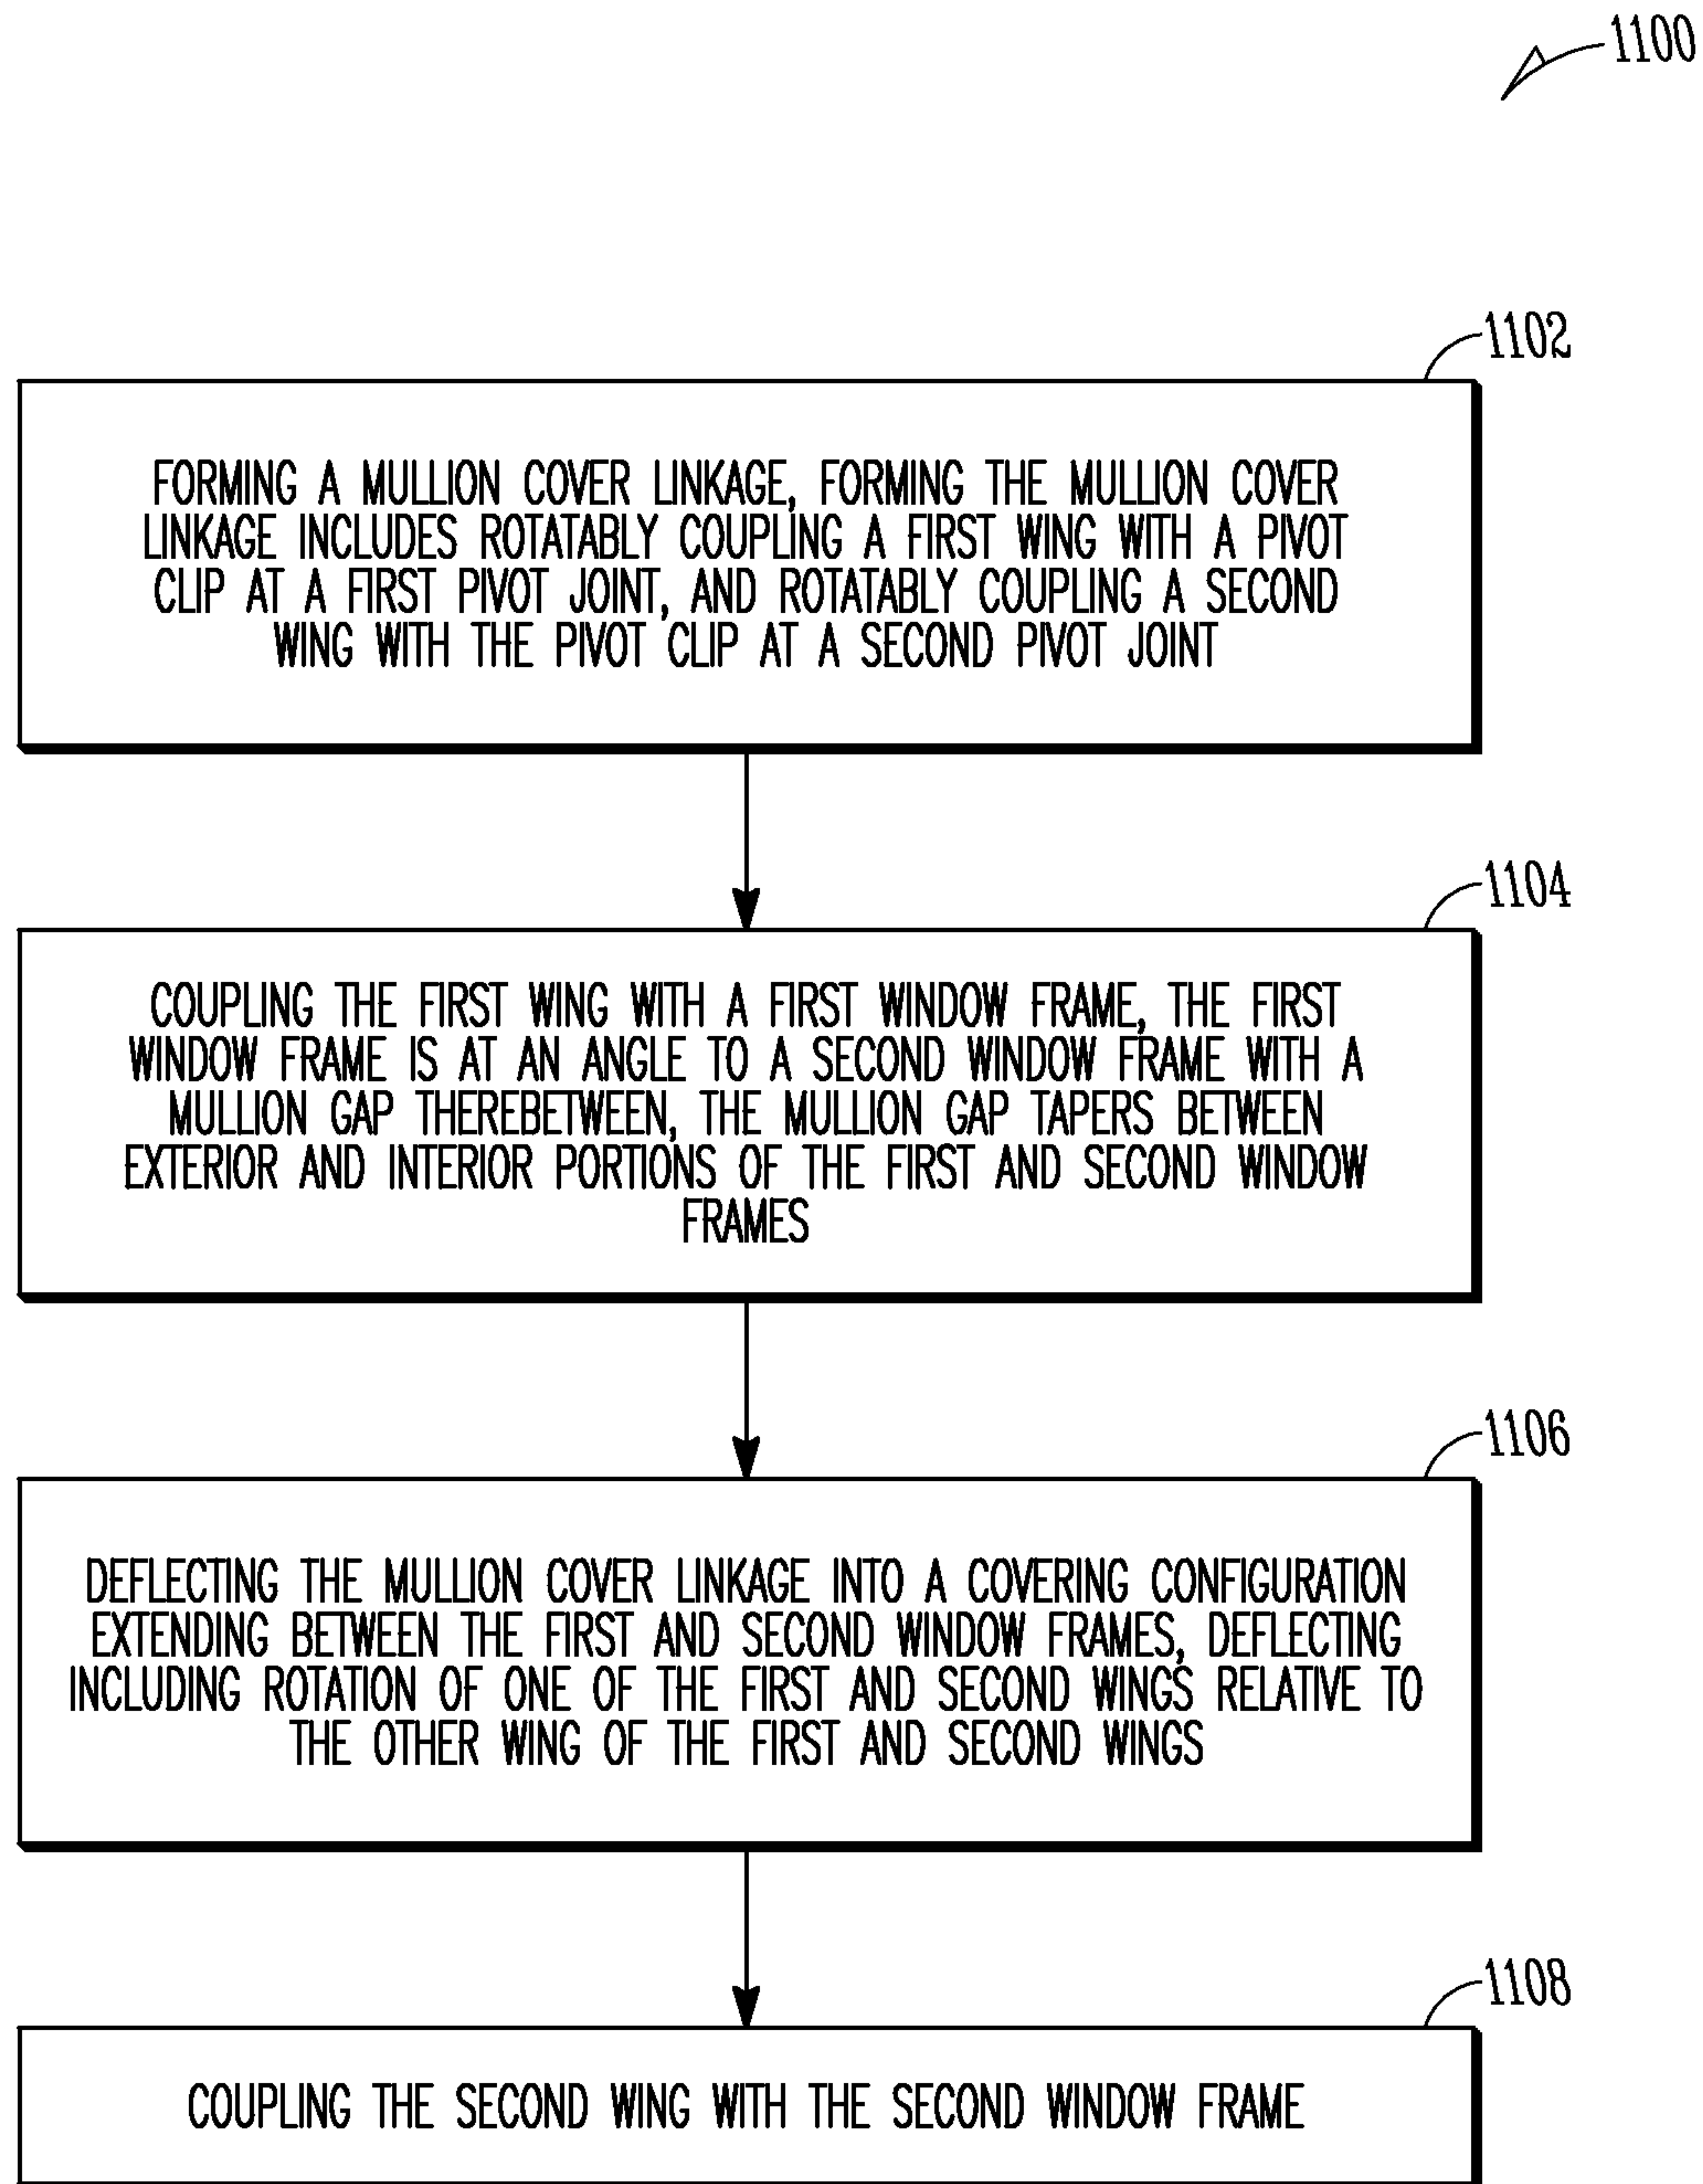 1100
1102
FORMING A MULLION COVER LINKAGE, FORMING THE MULLION COVER
LINKAGE INCLUDES ROTATABLY COUPLING A FIRST WING WITH A PIVOT
CLIP AT A FIRST PIVOT JOINT, AND ROTATABLY COUPLING A SECOND
WING WITH THE PIVOT CLIP AT A SECOND PIVOT JOINT
1104
COUPLING THE FIRST WING WITH A FIRST WINDOW FRAME, THE FIRST
WINDOW FRAME IS AT AN ANGLE TO A SECOND WINDOW FRAME WITH A
MULLION GAP THEREBETWEEN, THE MULLION GAP TAPERS BETWEEN
EXTERIOR AND INTERIOR PORTIONS OF THE FIRST AND SECOND WINDOW
FRAMES
1106
DEFLECTING THE MULLION COVER LINKAGE INTO A COVERING CONFIGURATION
EXTENDING BETWEEN THE FIRST AND SECOND WINDOW FRAMES, DEFLECTING
INCLUDING ROTATION OF ONE OF THE FIRST AND SECOND WINGS RELATIVE TO
THE OTHER WING OF THE FIRST AND SECOND WINGS
1108
COUPLING THE SECOND WING WITH THE SECOND WINDOW FRAME